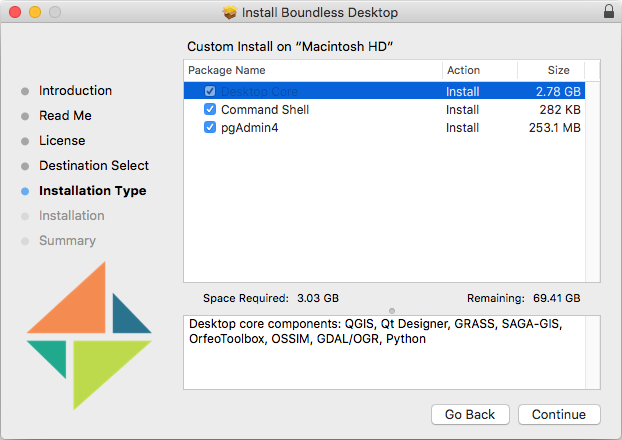 Install Boundless Desktop
Custom Install on “Macintosh HD”
Introduction
Read Me
License
Destination Select
Installation Type
Installation
Summary
Package Name Action Size
Desktop Core Install 2.78 GB
Command Shell Install 282 KB
pgAdmin4 Install 253.1 MB
Space Required: 3.03 GB Remaining: 69.41 GB
Desktop core components: QGIS, Qt Designer, GRASS, SAGA-GIS,
OrfeoToolbox, OSSIM, GDAL/OGR, Python
Go Back Continue